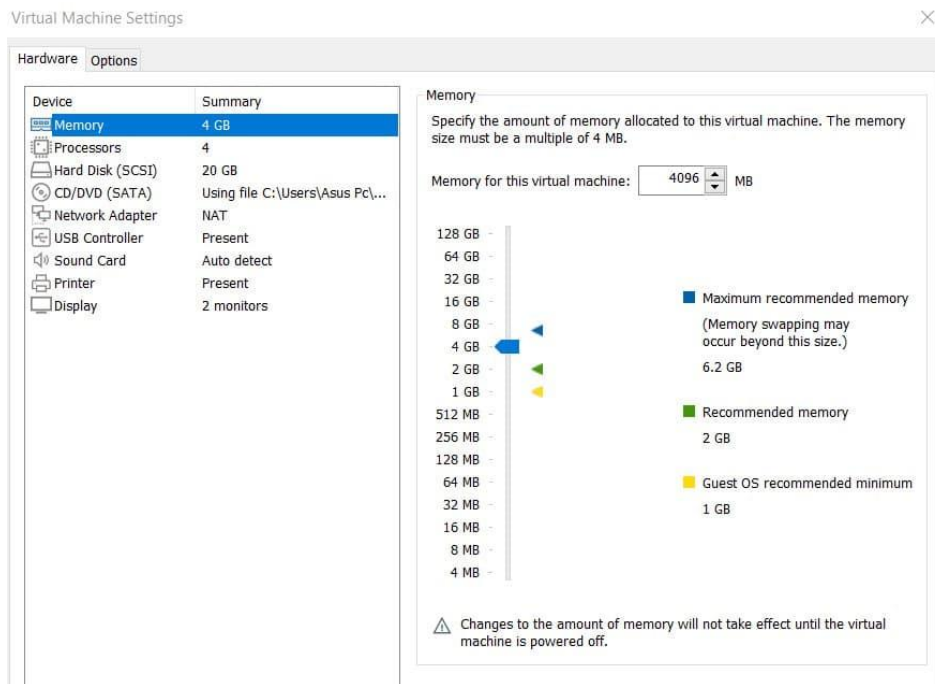 Virtual Machine Settings
Hardware Options
Device Summary
Memory 4 GB
Processors 4
Hard Disk (SCSI) 20 GB
CD/DVD (SATA) Using file C:\Users\Asus Pc\...
Network Adapter NAT
USB Controller Present
Sound Card Auto detect
Printer Present
Display 2 monitors
Memory
Specify the amount of memory allocated to this virtual machine. The memory
size must be a multiple of 4 MB.
Memory for this virtual machine: 4096 MB
128 GB
64 GB
32 GB
16 GB
8 GB
4 GB
2 GB
1 GB
512 MB
256 MB
128 MB
64 MB
32 MB
16 MB
8 MB
4 MB
Maximum recommended memory
(Memory swapping may
occur beyond this size.)
6.2 GB
Recommended memory
2 GB
Guest OS recommended minimum
1 GB
Changes to the amount of memory will not take effect until the virtual
machine is powered off.